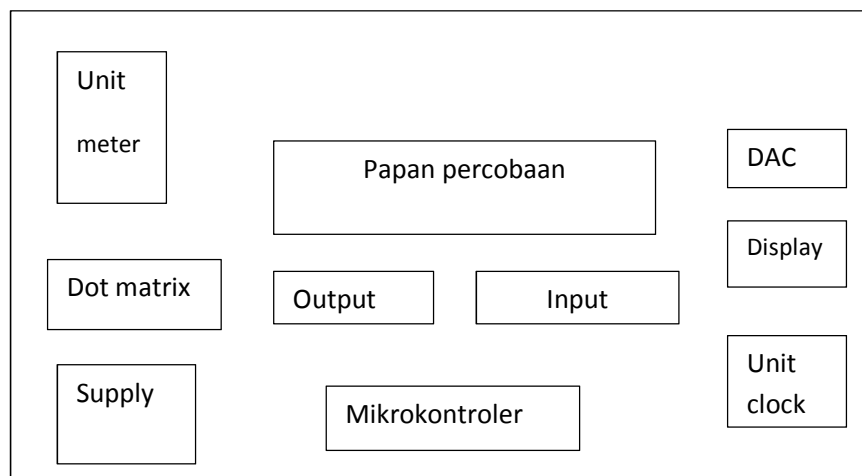 Unit
meter
Papan percobaan
DAC
Display
Dot matrix
Output
Input
Supply
Mikrokontroler
Unit
clock